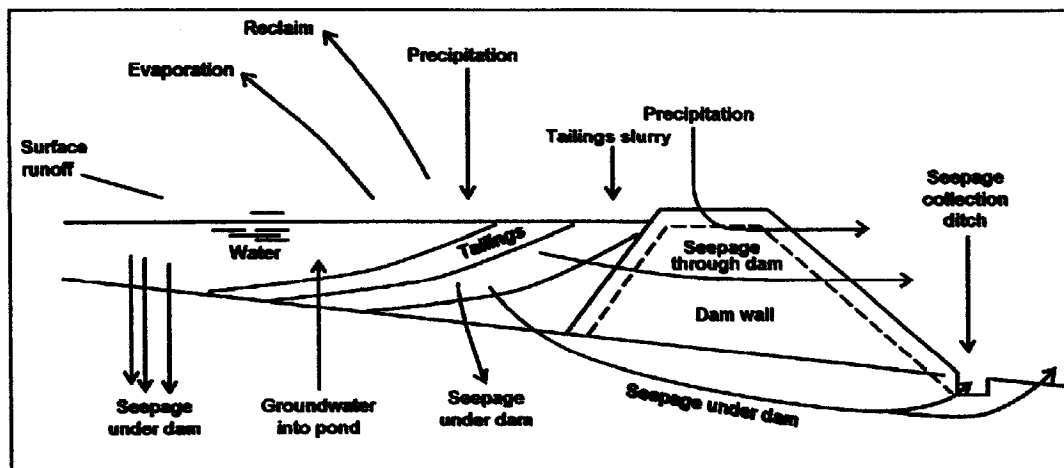 Reclaim
Precipitation
Evaporation
Precipitation
Tailings slurry
Surface
runoff
Seepage
collection
ditch
Water
Tailings
Seepage
through dam
Dam wall
Seepage
under dam
Groundwater
into pond
Seepage
under dam
Seepage under dam